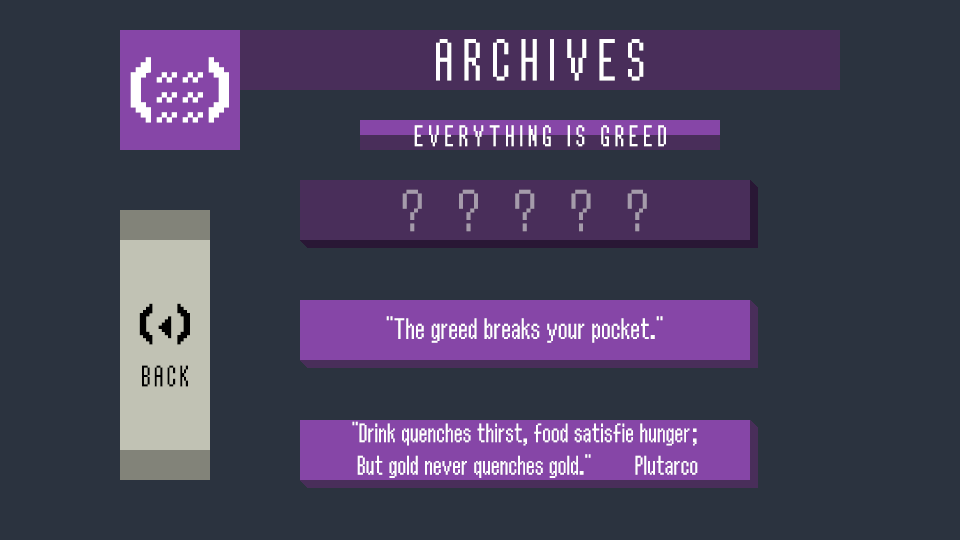 ARCHIVES
EVERYTHING IS GREED
? ? ? ? ?
"The greed breaks your pocket."
BACK
"Drink quenches thirst, food satisfie hunger;
But gold never quenches gold." Plutarco